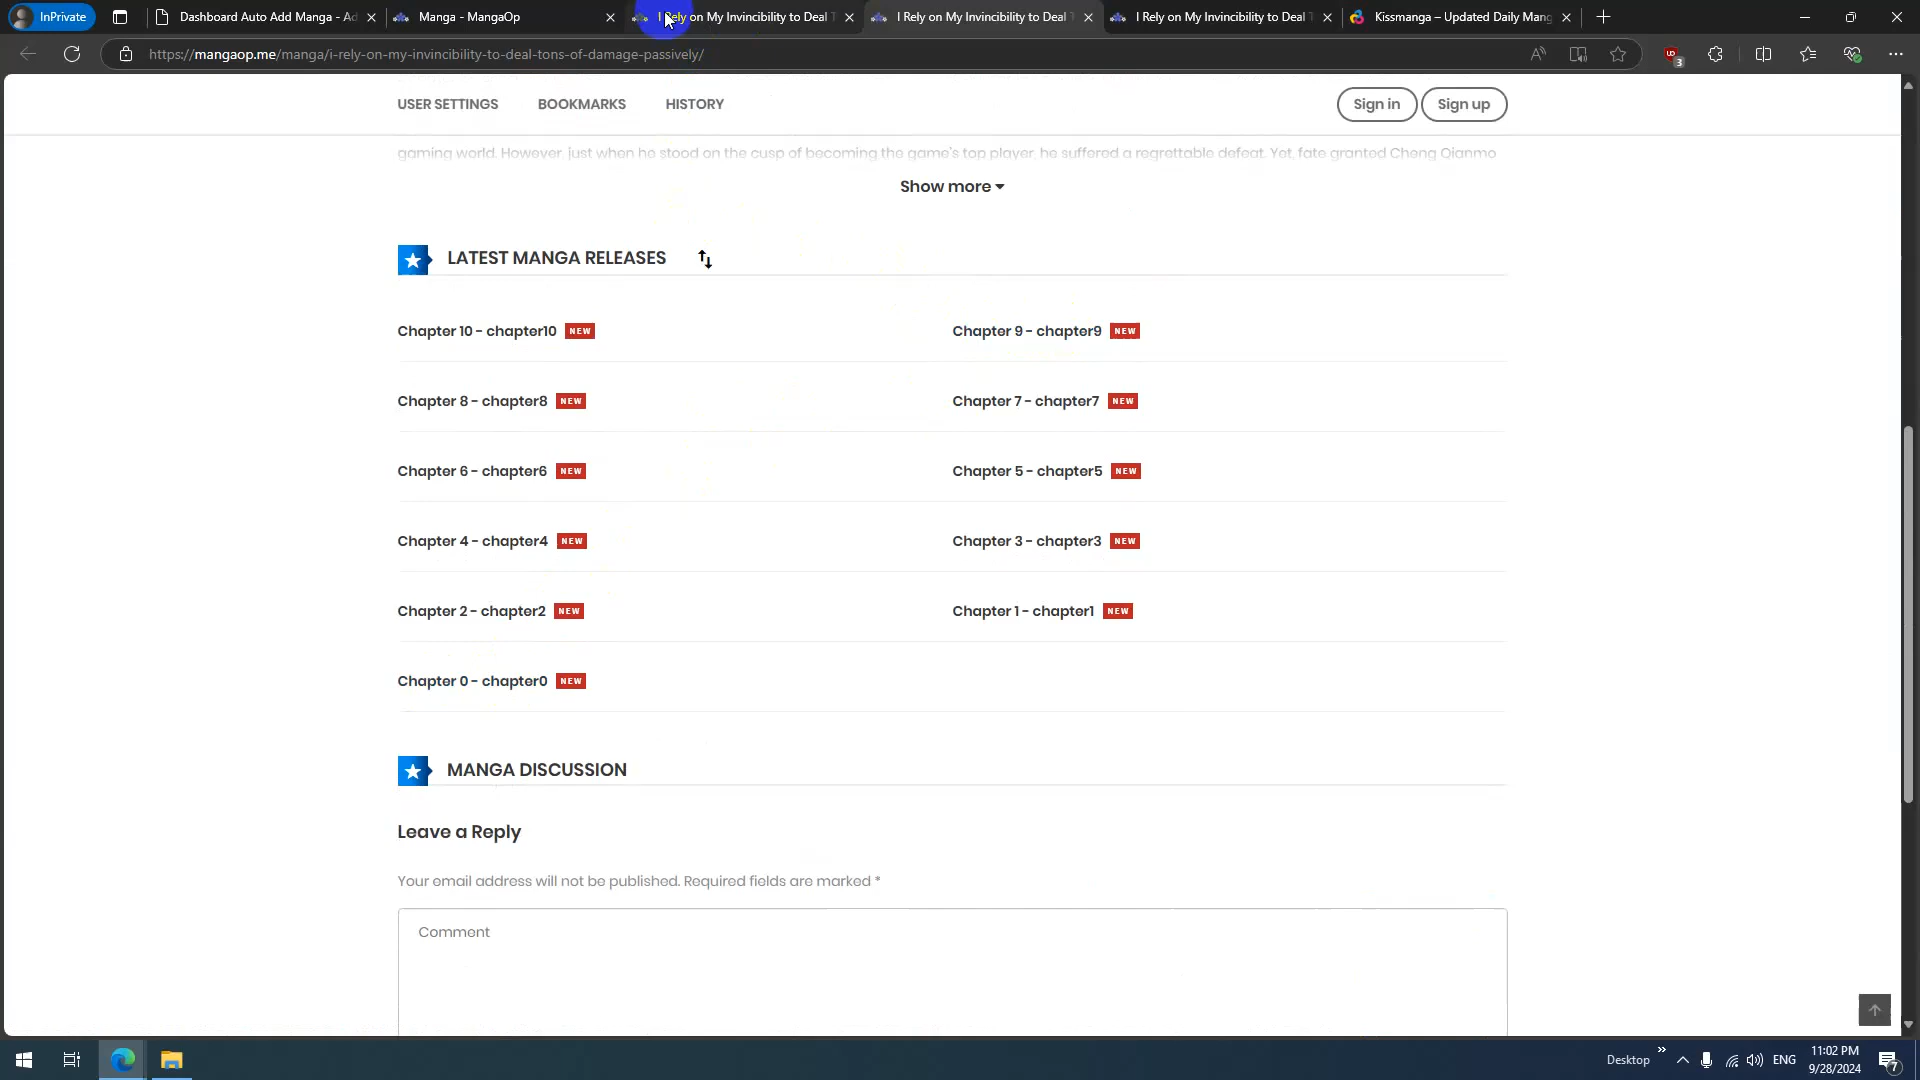 InPrivate
Dashboard Auto Add Manga - Ad
Manga - MangaOp
I Rely on My Invincibility to Deal T
I Rely on My Invincibility to Deal T
I Rely on My Invincibility to Deal T
Kissmanga – Updated Daily Mang
https://mangaop.me/manga/i-rely-on-my-invincibility-to-deal-tons-of-damage-passively/
3
USER SETTINGS
BOOKMARKS
HISTORY
Sign in
Sign up
gaming world. However, just when he stood on the cusp of becoming the game's top player, he suffered a regrettable defeat. Yet, fate granted Cheng Qianmo
Show more
LATEST MANGA RELEASES
Chapter 10 - chapter10 NEW
Chapter 9 - chapter9 NEW
Chapter 8 - chapter8 NEW
Chapter 7 - chapter7 NEW
Chapter 6 - chapter6 NEW
Chapter 5 - chapter5 NEW
Chapter 4 - chapter4 NEW
Chapter 3 - chapter3 NEW
Chapter 2 - chapter2 NEW
Chapter 1 - chapter1 NEW
Chapter 0 - chapter0 NEW
MANGA DISCUSSION
Leave a Reply
Your email address will not be published. Required fields are marked *
Comment
Desktop
ENG
11:02 PM
9/28/2024
7